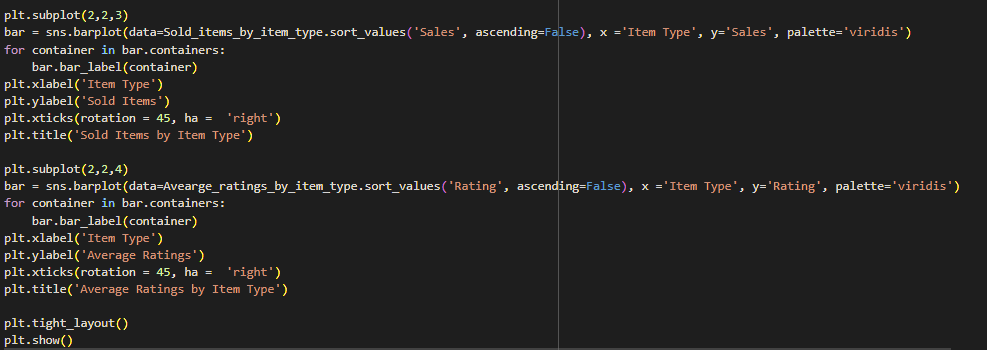 plt.subplot(2,2,3)
bar = sns.barplot(data=Sold_items_by_item_type.sort_values('Sales', ascending=False), x ='Item Type', y='Sales', palette='viridis')
for container in bar.containers:
    bar.bar_label(container)
plt.xlabel('Item Type')
plt.ylabel('Sold Items')
plt.xticks(rotation = 45, ha =  'right')
plt.title('Sold Items by Item Type')

plt.subplot(2,2,4)
bar = sns.barplot(data=Avearge_ratings_by_item_type.sort_values('Rating', ascending=False), x ='Item Type', y='Rating', palette='viridis')
for container in bar.containers:
    bar.bar_label(container)
plt.xlabel('Item Type')
plt.ylabel('Average Ratings')
plt.xticks(rotation = 45, ha =  'right')
plt.title('Average Ratings by Item Type')

plt.tight_layout()
plt.show()